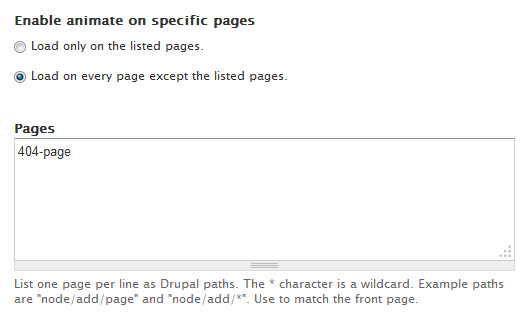 Enable animate on specific pages
Load only on the listed pages.
Load on every page except the listed pages.
Pages
404-page
List one page per line as Drupal paths. The * character is a wildcard. Example paths
are "node/add/page" and "node/add/*". Use to match the front page.